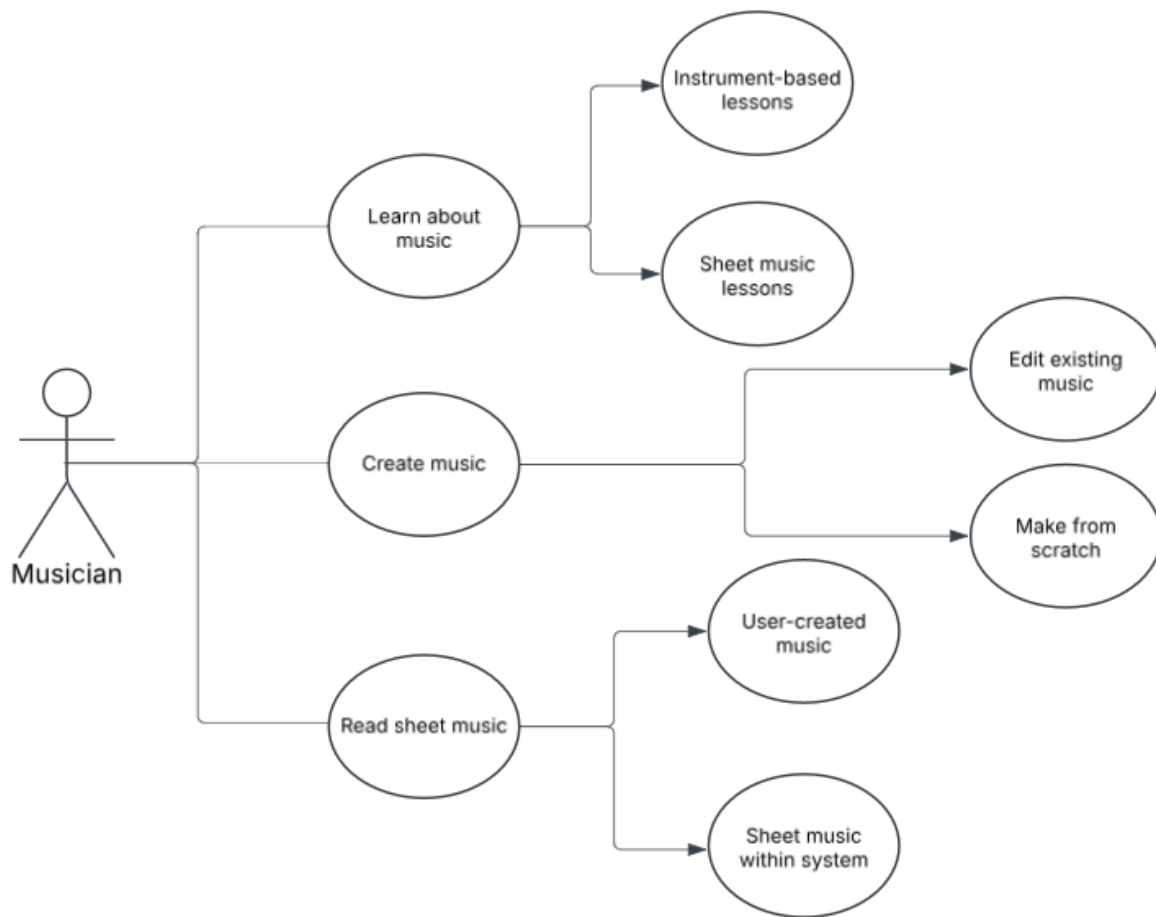 Instrument-based
lessons
Learn about
music
Sheet music
lessons
Edit existing
music
Create music
Make from
scratch
Musician
User-created
music
Read sheet music
Sheet music
within system